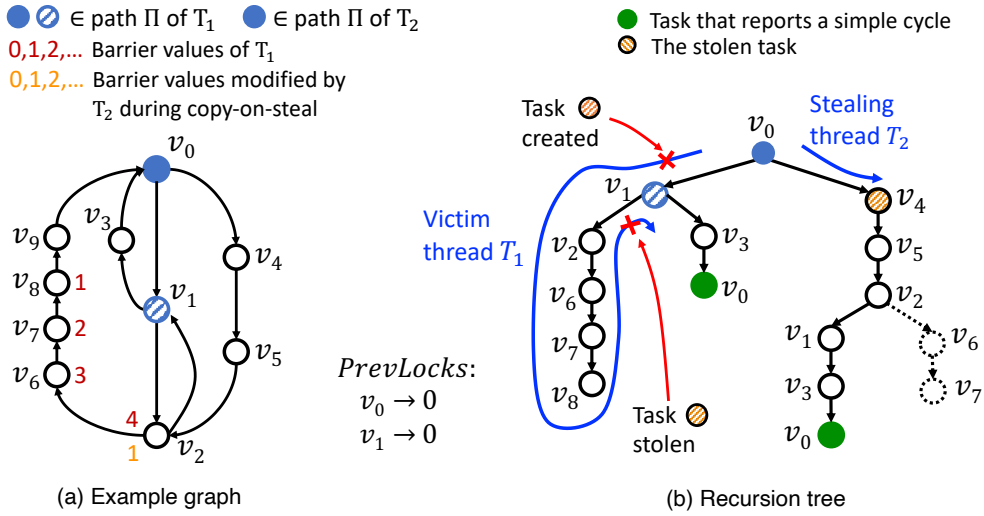 ∈ path Π of T₁
∈ path Π of T₂
0,1,2,... Barrier values of T₁
0,1,2,... Barrier values modified by
T₂ during copy-on-steal
Task that reports a simple cycle
The stolen task
v₀
v₃
v₉
v₄
v₈
1
v₁
v₇
2
v₅
v₆
3
4
1
v₂
PrevLocks:
v₀ → 0
v₁ → 0
(a) Example graph
Task
created
Stealing
thread T₂
v₀
v₁
v₄
Victim
thread T₁
v₂
v₃
v₅
v₆
v₀
v₂
v₇
v₁
v₆
v₈
v₃
v₇
Task
stolen
v₀
(b) Recursion tree